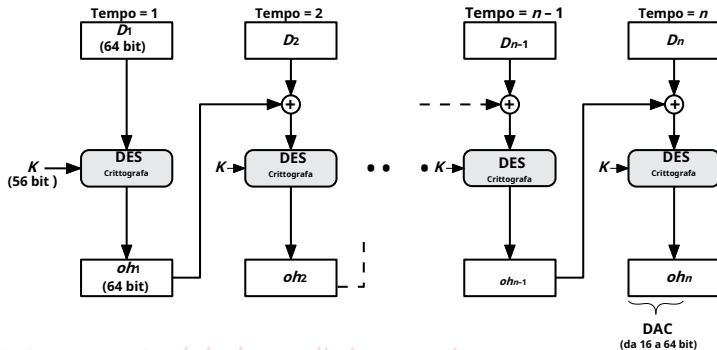 Tempo = 1
Tempo = 2
Tempo = n – 1
Tempo = n
D1
(64 bit)
D2
Dn–1
Dn
+
+
+
K
(56 bit )
DES
Crittografa
K
DES
Crittografa
• • •
K
DES
Crittografa
K
DES
Crittografa
oh1
(64 bit)
oh2
ohn–1
ohn
DAC
(da 16 a 64 bit)